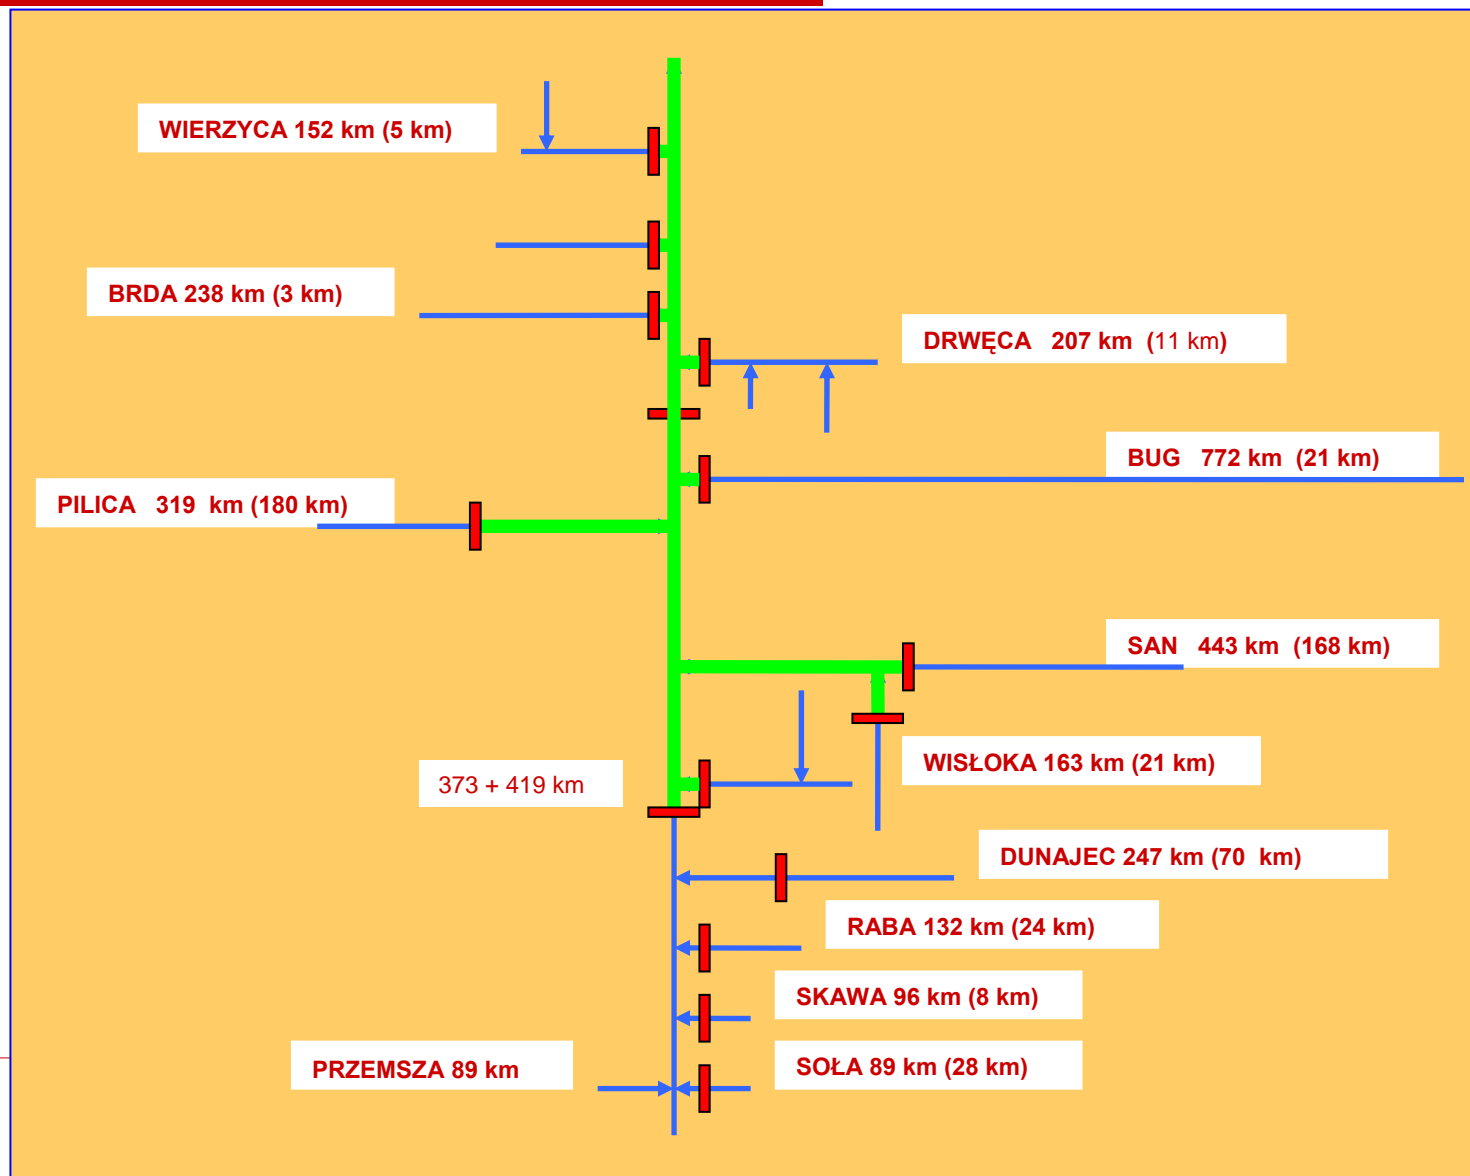 WIERZYCA 152 km (5 km)
BRDA 238 km (3 km)
DRWĘCA 207 km (11 km)
BUG 772 km (21 km)
PILICA 319 km (180 km)
SAN 443 km (168 km)
WISŁOKA 163 km (21 km)
373 + 419 km
DUNAJEC 247 km (70 km)
RABA 132 km (24 km)
SKAWA 96 km (8 km)
PRZEMSZA 89 km
SOŁA 89 km (28 km)